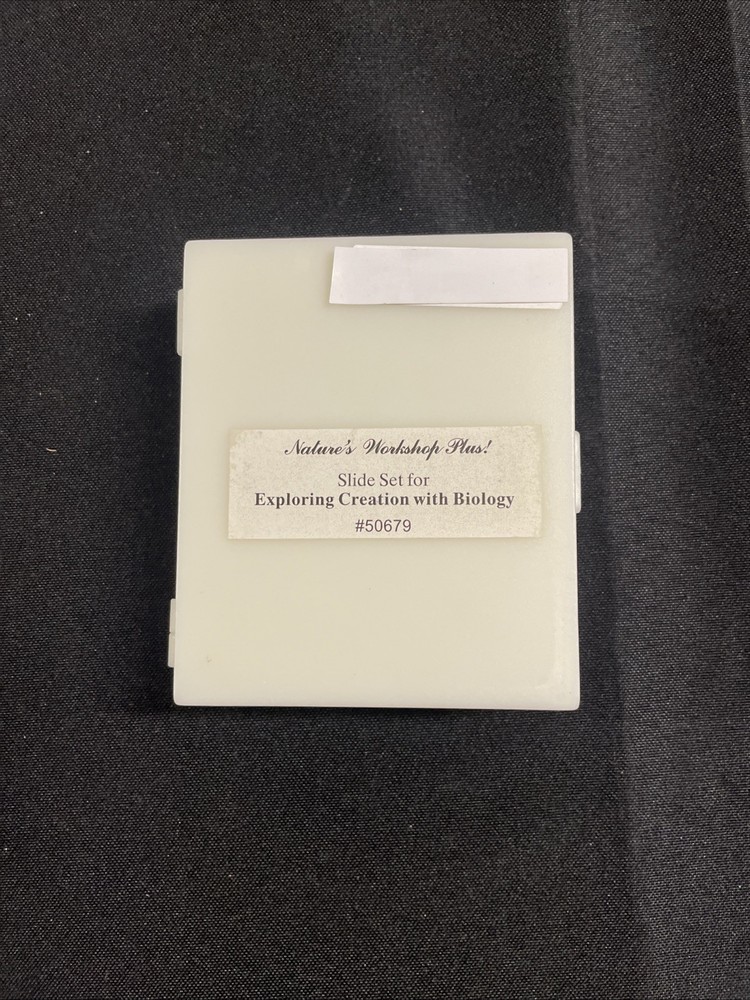 Nature's Workshop Plus!
Slide Set for
Exploring Creation with Biology
#50679